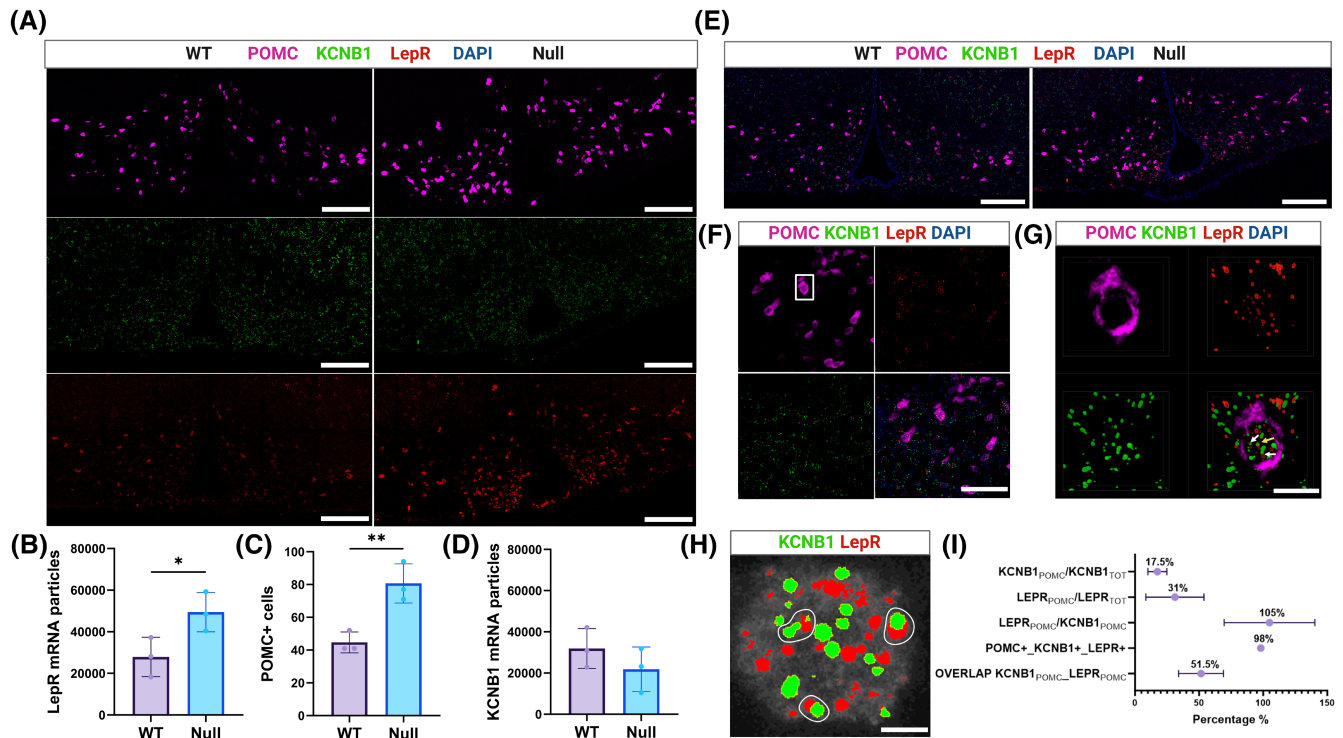 (A)
WT POMC KCNB1 LepR DAPI Null
(B)
LepR mRNA particles
80000
60000
40000
20000
0
*
WT Null
(C)
POMC+ cells
100
80
60
40
20
0
**
WT Null
(D)
KCNB1 mRNA particles
80000
60000
40000
20000
0
WT Null
(E)
WT POMC KCNB1 LepR DAPI Null
(F)
POMC KCNB1 LepR DAPI
(G)
POMC KCNB1 LepR DAPI
(H)
KCNB1 LepR
(I)
KCNB1POMC/KCNB1TOT 17.5%
LEPRPOMC/LEPRTOT 31%
LEPRPOMC/KCNB1POMC 105%
POMC+_KCNB1+_LEPR+ 98%
OVERLAP KCNB1POMC_LEPRPOMC 51.5%
0 50 100 150
Percentage %